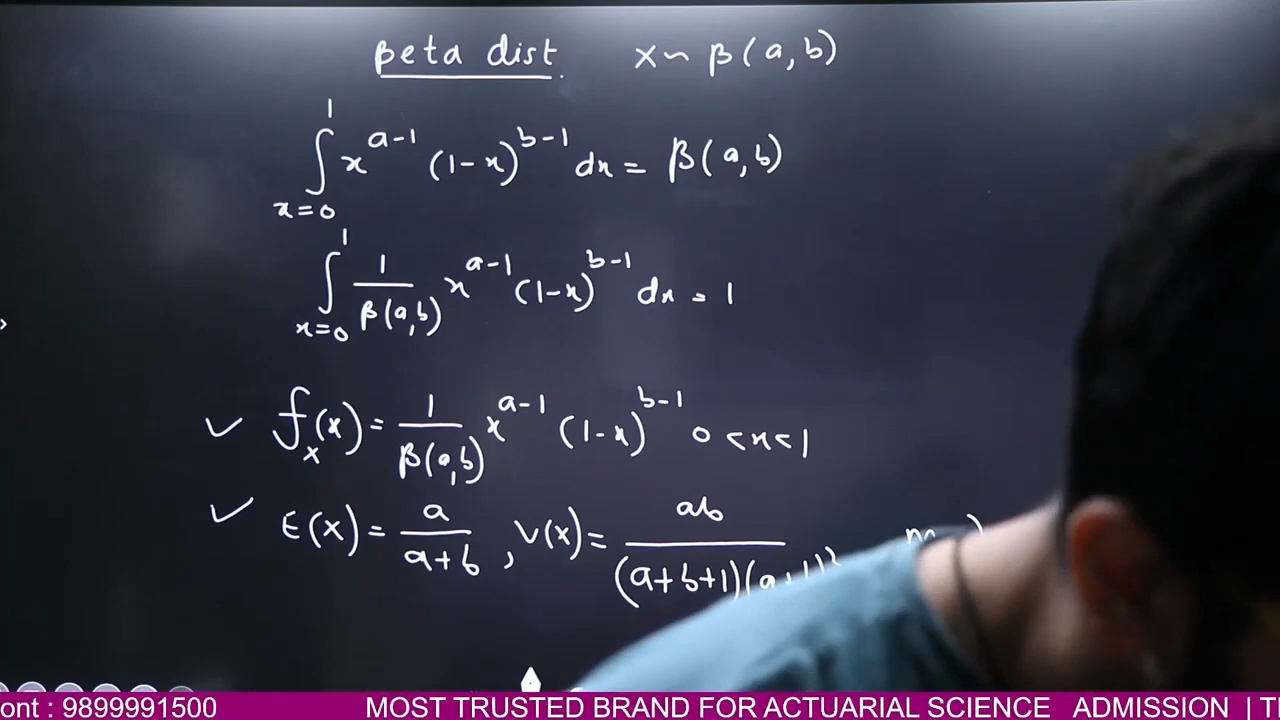 Beta dist. x ~ β(a,b)
∫_{x=0}^{1} x^{a-1} (1-x)^{b-1} dx = β(a,b)
∫_{x=0}^{1} 1/β(a,b) x^{a-1} (1-x)^{b-1} dx = 1
✓ f_X(x) = 1/β(a,b) x^{a-1} (1-x)^{b-1} 0<x<1
✓ E(x) = a/(a+b) , V(x) = ab/(a+b+1)(a
ont : 9899991500 MOST TRUSTED BRAND FOR ACTUARIAL SCIENCE ADMISSION | T